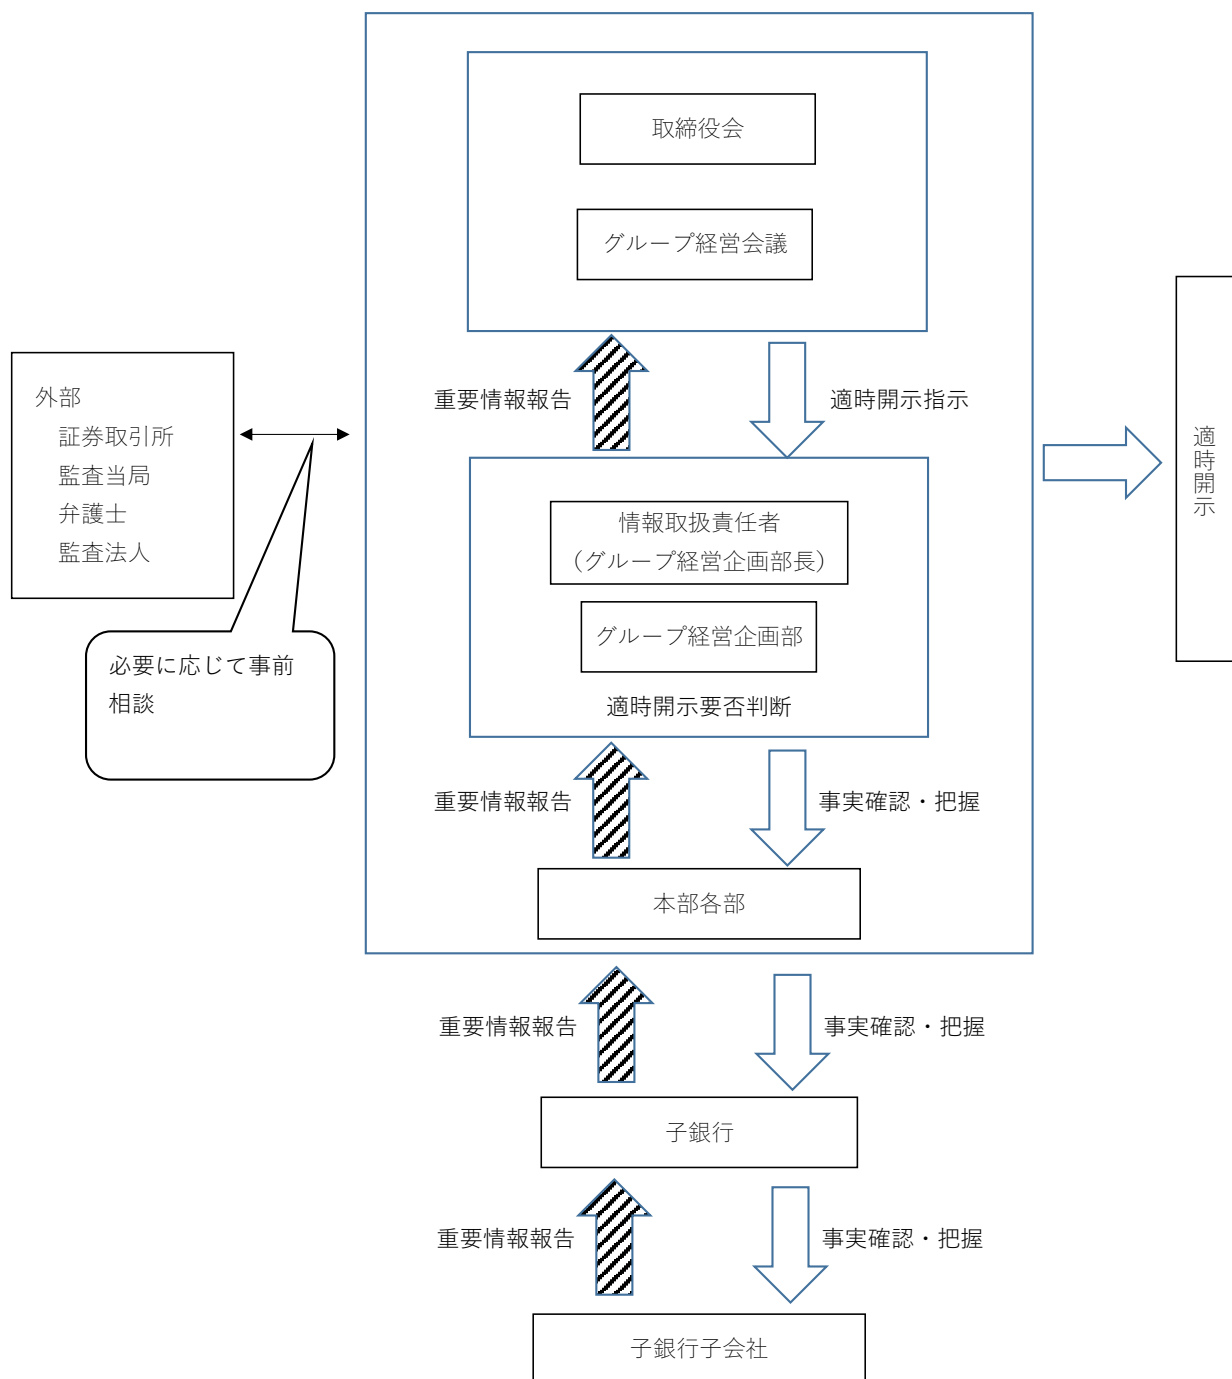 取締役会
グループ経営会議
重要情報報告
適時開示指示
外部
証券取引所
監査当局
弁護士
監査法人
必要に応じて事前
相談
情報取扱責任者
（グループ経営企画部長）
グループ経営企画部
適時開示要否判断
適時開示
重要情報報告
事実確認・把握
本部各部
重要情報報告
事実確認・把握
子銀行
重要情報報告
事実確認・把握
子銀行子会社